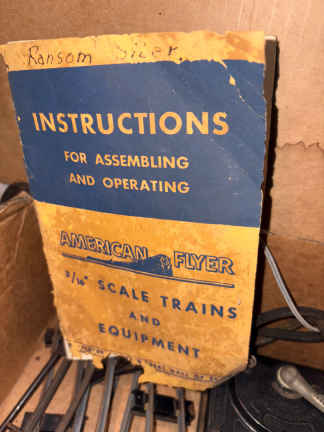 Ransom
INSTRUCTIONS
FOR ASSEMBLING
AND OPERATING
AMERICAN FLYER
3/16" SCALE TRAINS
AND
EQUIPMENT